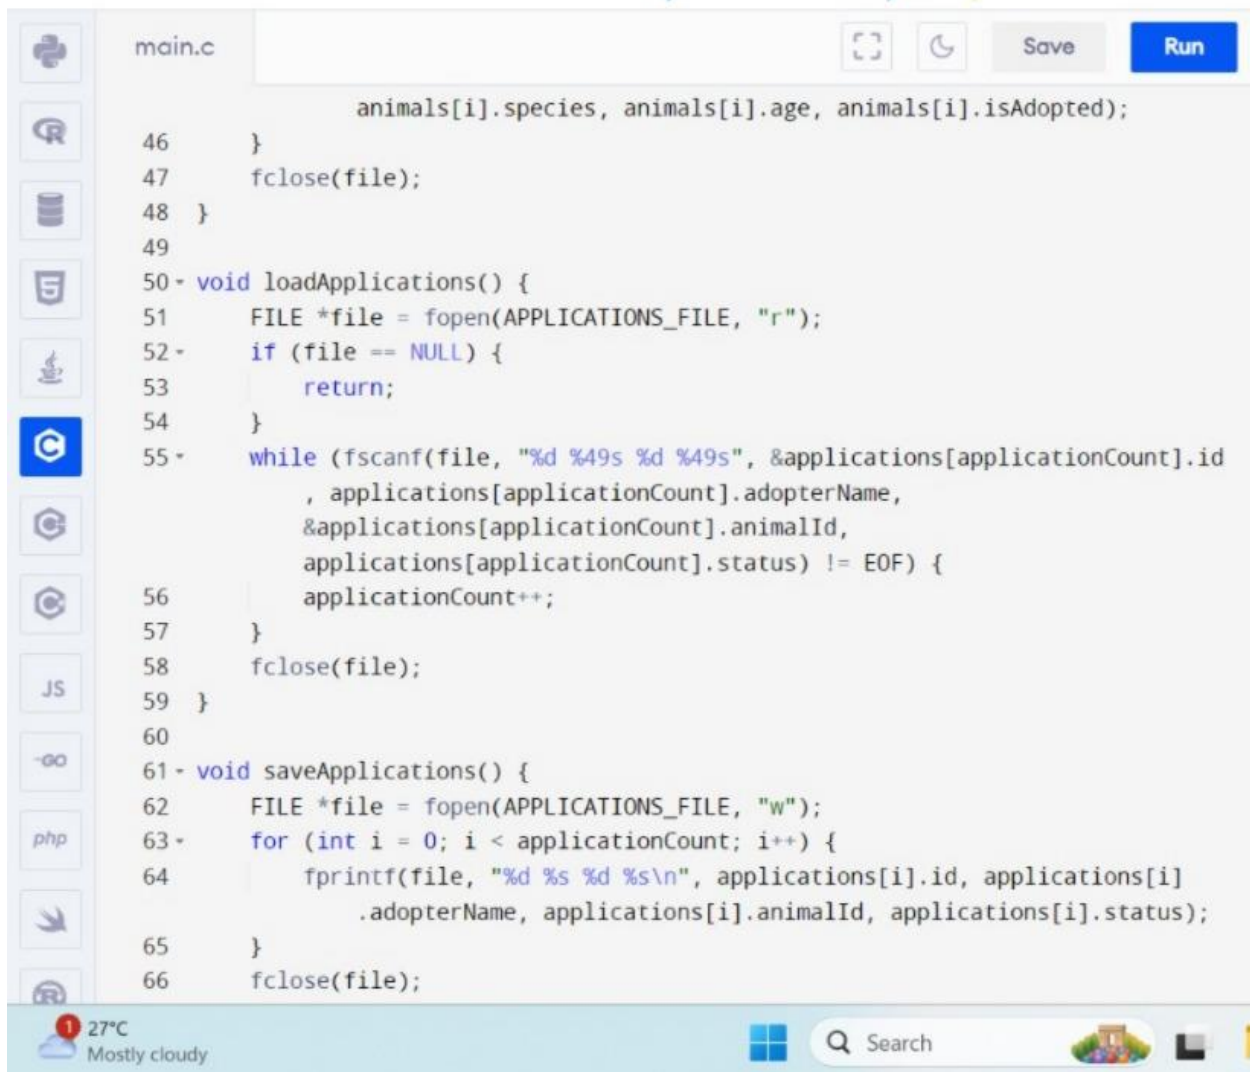 main.c
Save
Run
animals[i].species, animals[i].age, animals[i].isAdopted);
46 }
47 fclose(file);
48 }
49
50 void loadApplications() {
51 FILE *file = fopen(APPLICATIONS_FILE, "r");
52 if (file == NULL) {
53 return;
54 }
55 while (fscanf(file, "%d %49s %d %49s", &applications[applicationCount].id
, applications[applicationCount].adopterName,
&applications[applicationCount].animalId,
applications[applicationCount].status) != EOF) {
56 applicationCount++;
57 }
58 fclose(file);
59 }
60
61 void saveApplications() {
62 FILE *file = fopen(APPLICATIONS_FILE, "w");
63 for (int i = 0; i < applicationCount; i++) {
64 fprintf(file, "%d %s %d %s\n", applications[i].id, applications[i]
.adopterName, applications[i].animalId, applications[i].status);
65 }
66 fclose(file);
R
5
C
C
C
JS
GO
php
R
1
27°C
Mostly cloudy
Search